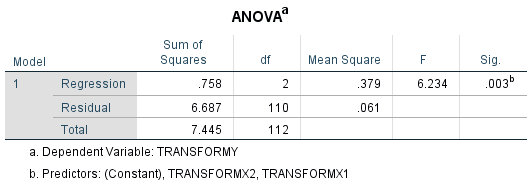 ANOVAa
Model Sum of Squares df Mean Square F Sig.
1 Regression .758 2 .379 6.234 .003b
Residual 6.687 110 .061
Total 7.445 112
a. Dependent Variable: TRANSFORMY
b. Predictors: (Constant), TRANSFORMX2, TRANSFORMX1